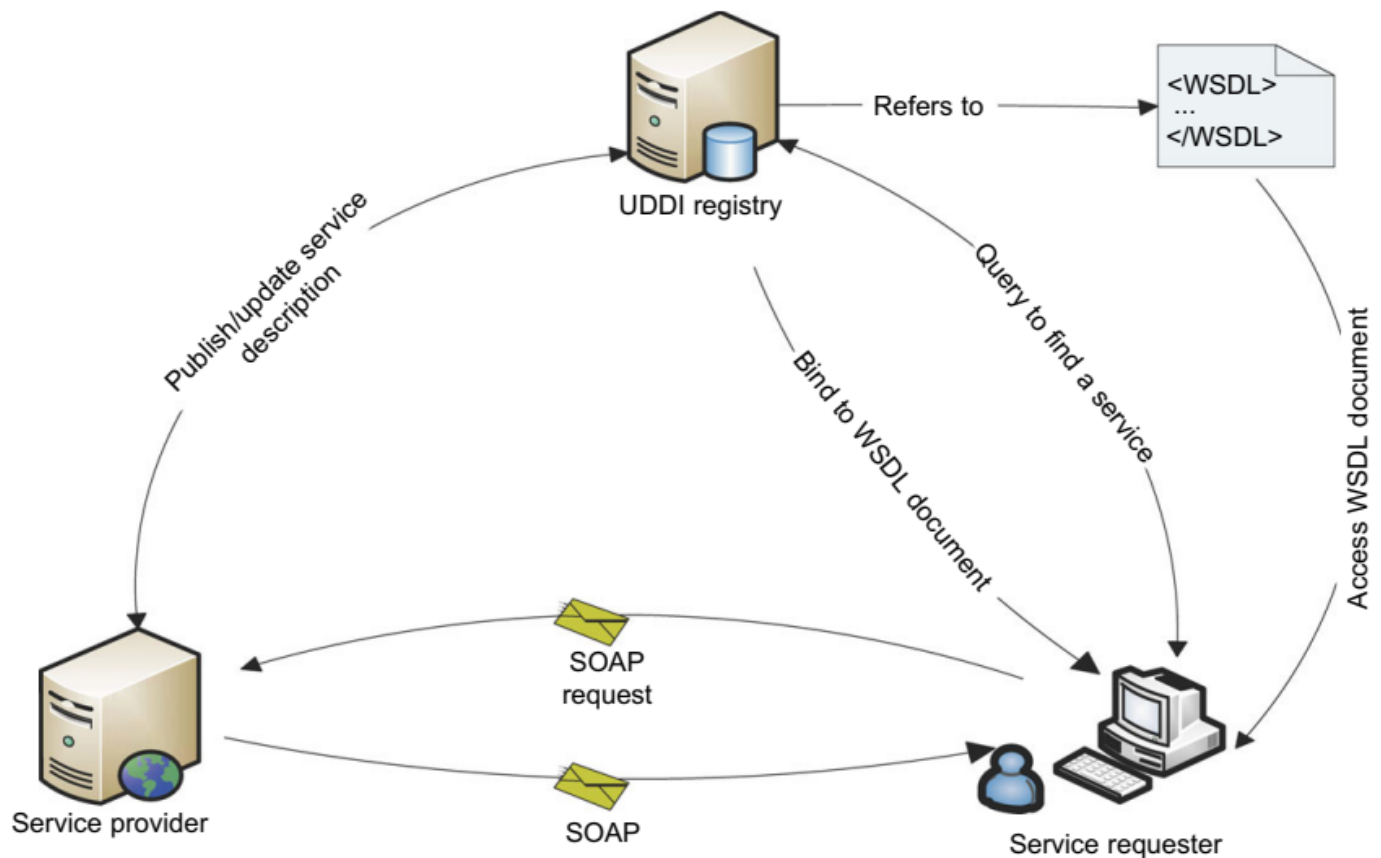 <WSDL>
...
</WSDL>
Refers to
UDDI registry
Publish/update service
description
Query to find a service
Bind to WSDL document
Access WSDL document
SOAP
request
SOAP
Service provider
Service requester